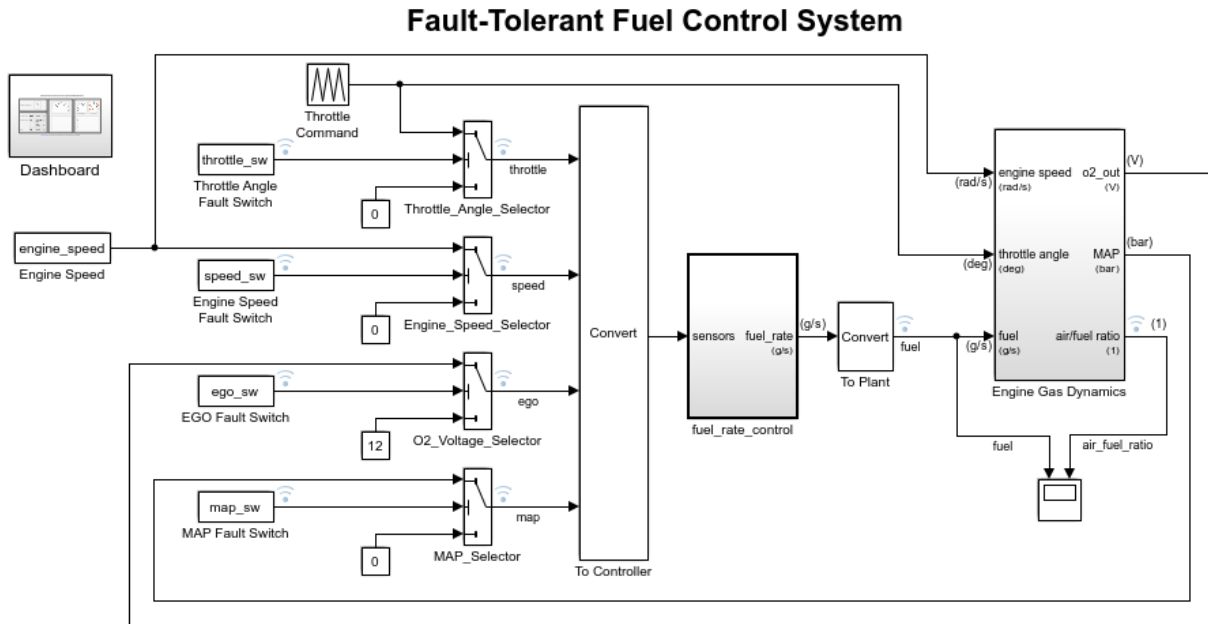 Fault-Tolerant Fuel Control System
Dashboard
Throttle
Command
throttle_sw
Throttle Angle
Fault Switch
0
throttle
Throttle_Angle_Selector
engine_speed
Engine Speed
speed_sw
Engine Speed
Fault Switch
0
speed
Engine_Speed_Selector
ego_sw
EGO Fault Switch
12
ego
O2_Voltage_Selector
map_sw
MAP Fault Switch
0
map
MAP_Selector
Convert
To Controller
sensors
fuel_rate
(g/s)
fuel_rate_control
(g/s)
Convert
To Plant
fuel
(rad/s)
(deg)
(g/s)
engine speed
(rad/s)
o2_out
(V)
throttle angle
(deg)
MAP
(bar)
fuel
(g/s)
air/fuel ratio
(1)
Engine Gas Dynamics
(V)
(bar)
(1)
fuel
air_fuel_ratio